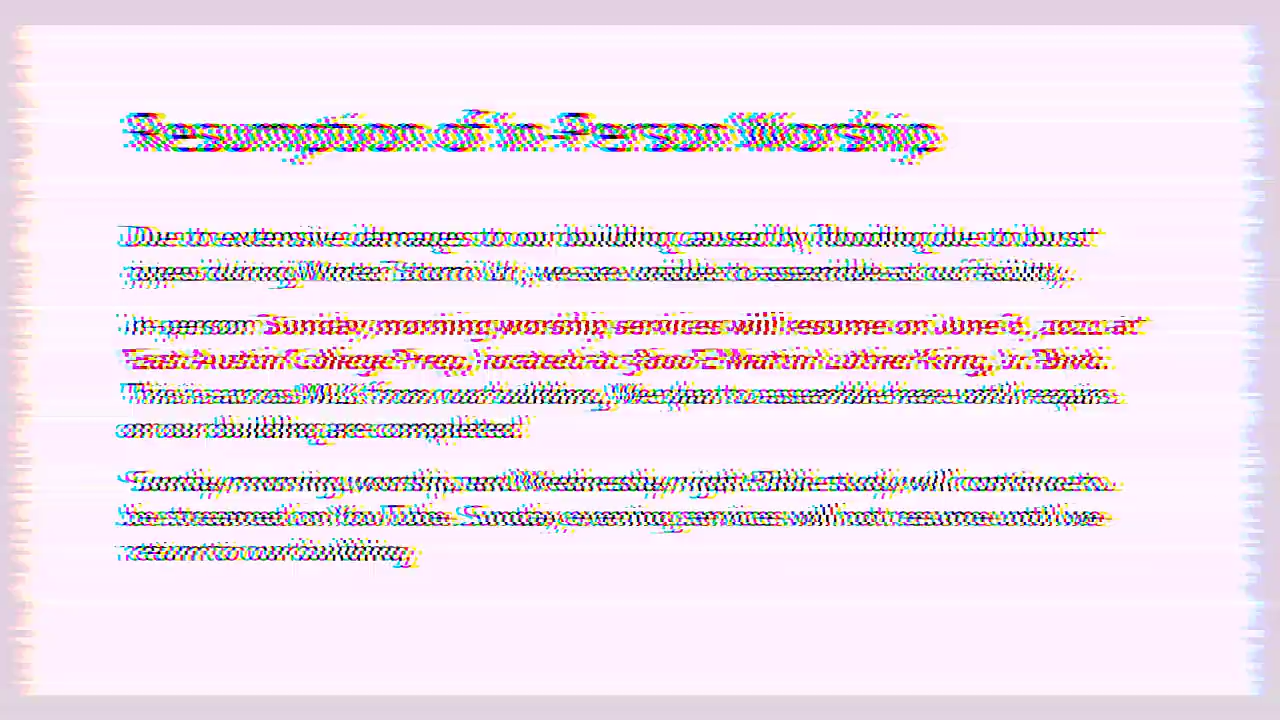 Resumption of In-Person Worship
Due to extensive damages to our building caused by flooding due to burst
pipes during Winter Storm Uri, we are unable to assemble at our facility.
In-person Sunday morning worship services will resume on June 6, 2021 at
East Austin College Prep, located at E Martin Luther King, Jr. Blvd.
This is across MLK from our building. We plan to assemble here until repairs
on our building are completed.
Sunday morning worship, and Wednesday night Bible study, will continue to
be streamed on YouTube. Sunday evening services will not resume until we
return to our building.